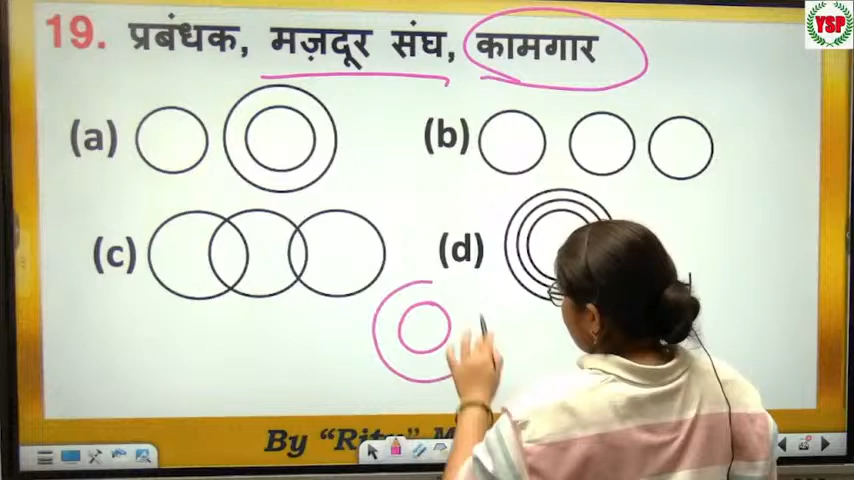 YSP
19. प्रबंधक, मज़दूर संघ, कामगार
(a)
(b)
(c)
(d)
By